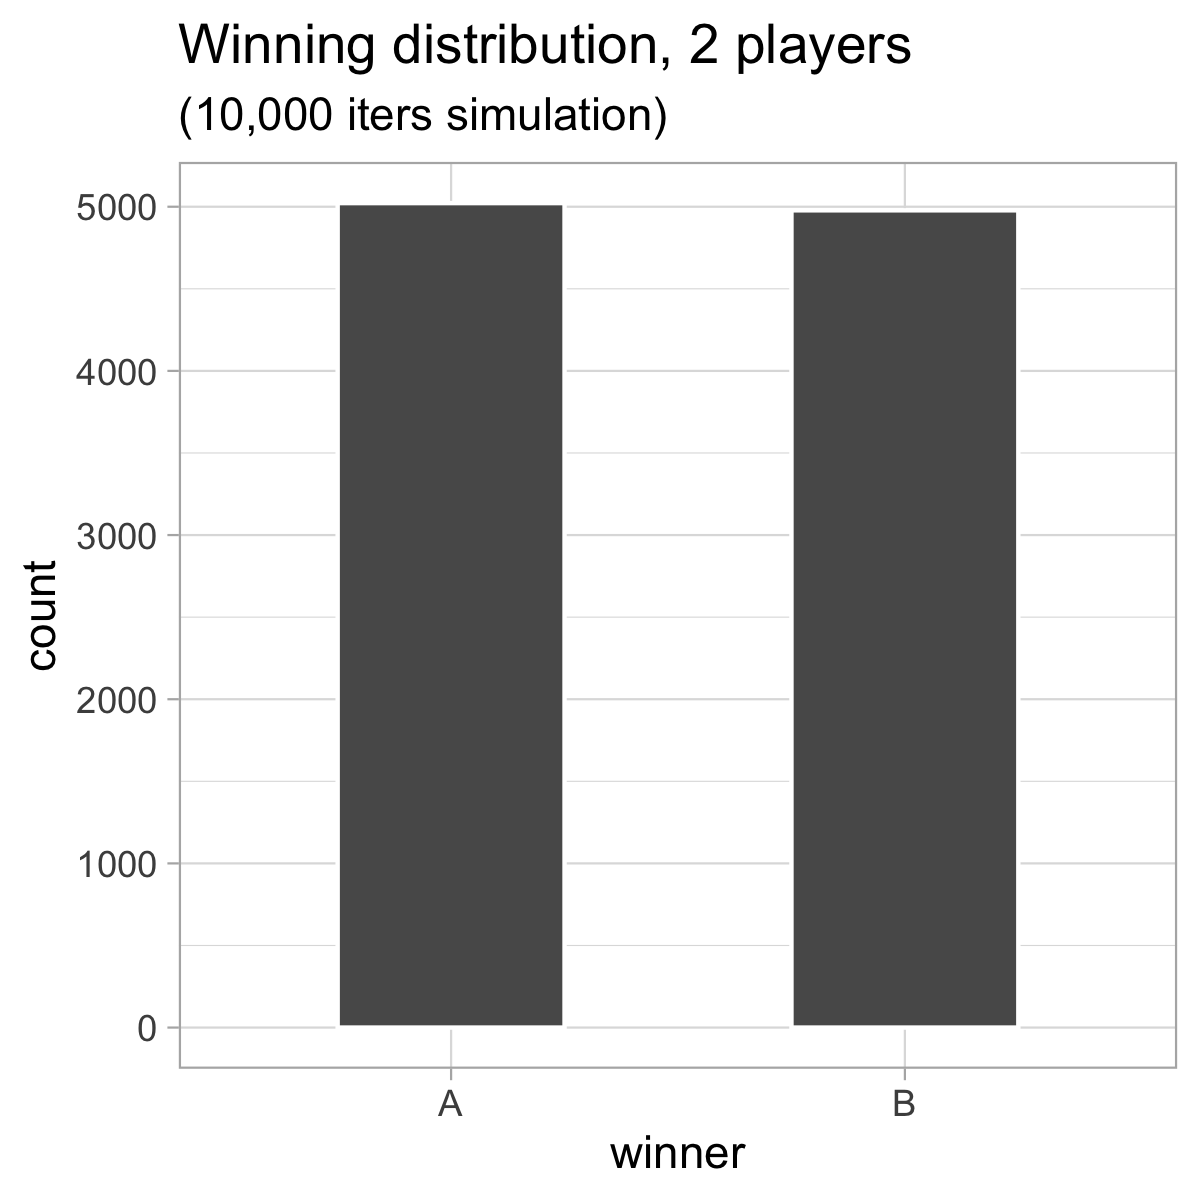 Winning distribution, 2 players
(10,000 iters simulation)
5000
4000
3000
2000
1000
0
count
A B
winner